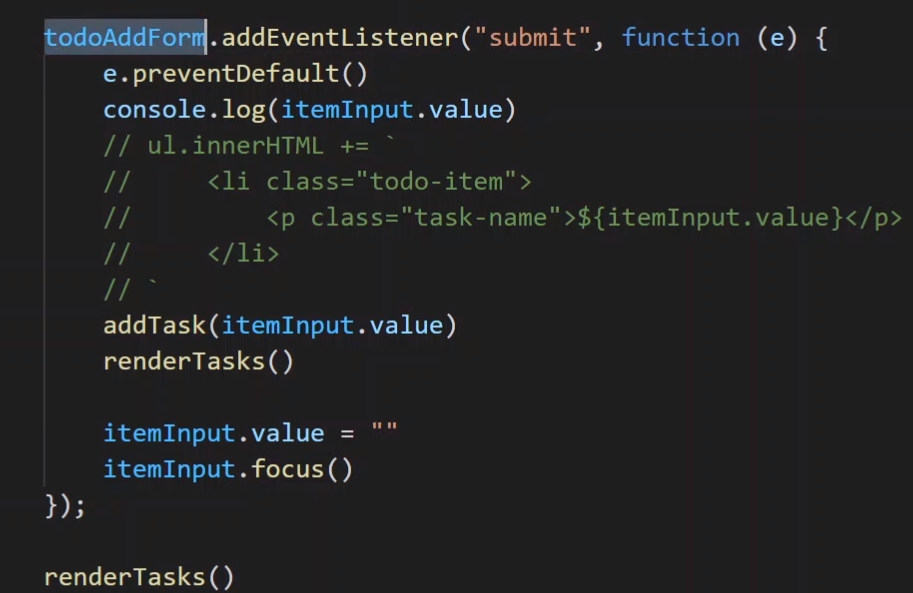 todoAddForm.addEventListener("submit", function (e) {
    e.preventDefault()
    console.log(itemInput.value)
    // ul.innerHTML += `
    //     <li class="todo-item">
    //         <p class="task-name">${itemInput.value}</p>
    //     </li>
    // `
    addTask(itemInput.value)
    renderTasks()

    itemInput.value = ""
    itemInput.focus()
});

renderTasks()